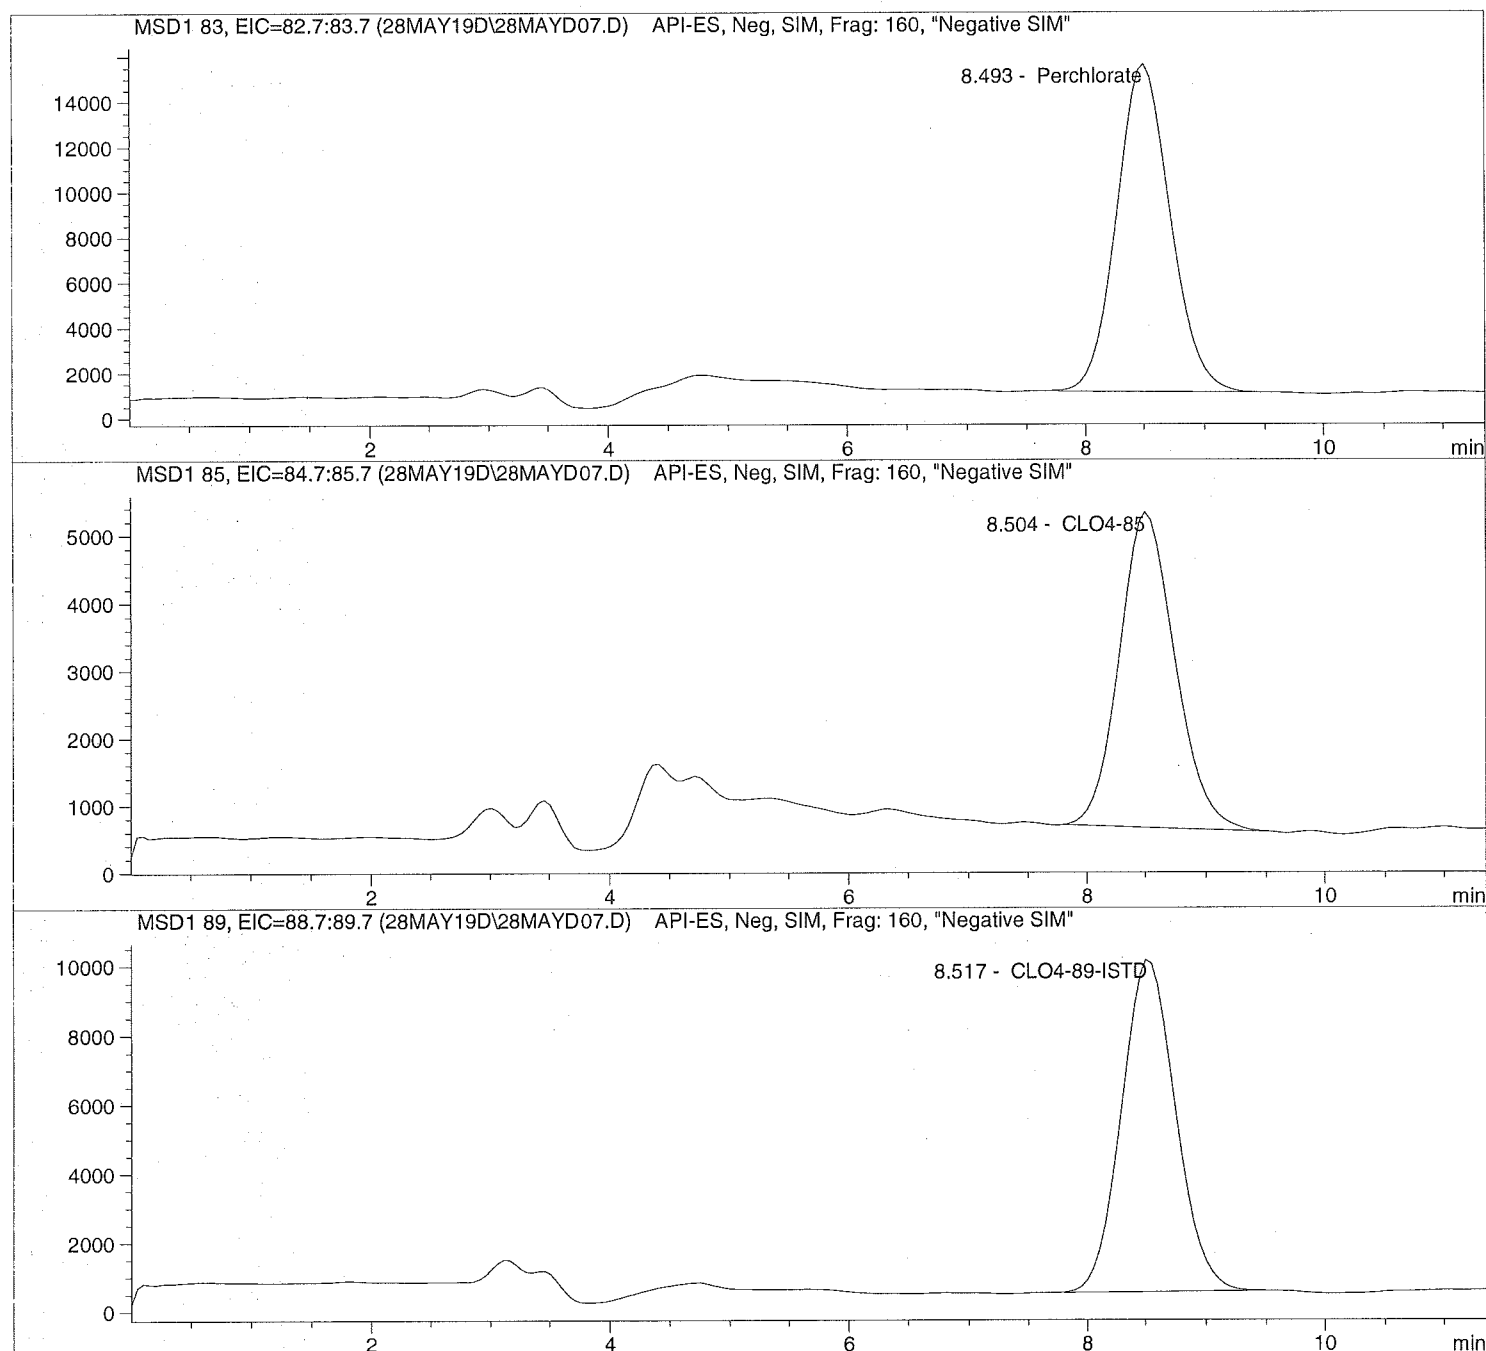 MSD1 83, EIC=82.7:83.7 (28MAY19D\28MAYD07.D) API-ES, Neg, SIM, Frag: 160, "Negative SIM"
8.493 - Perchlorate
14000
12000
10000
8000
6000
4000
2000
0
2 4 6 8 10 min
MSD1 85, EIC=84.7:85.7 (28MAY19D\28MAYD07.D) API-ES, Neg, SIM, Frag: 160, "Negative SIM"
8.504 - CLO4-85
5000
4000
3000
2000
1000
0
2 4 6 8 10 min
MSD1 89, EIC=88.7:89.7 (28MAY19D\28MAYD07.D) API-ES, Neg, SIM, Frag: 160, "Negative SIM"
8.517 - CLO4-89-ISTD
10000
8000
6000
4000
2000
0
2 4 6 8 10 min